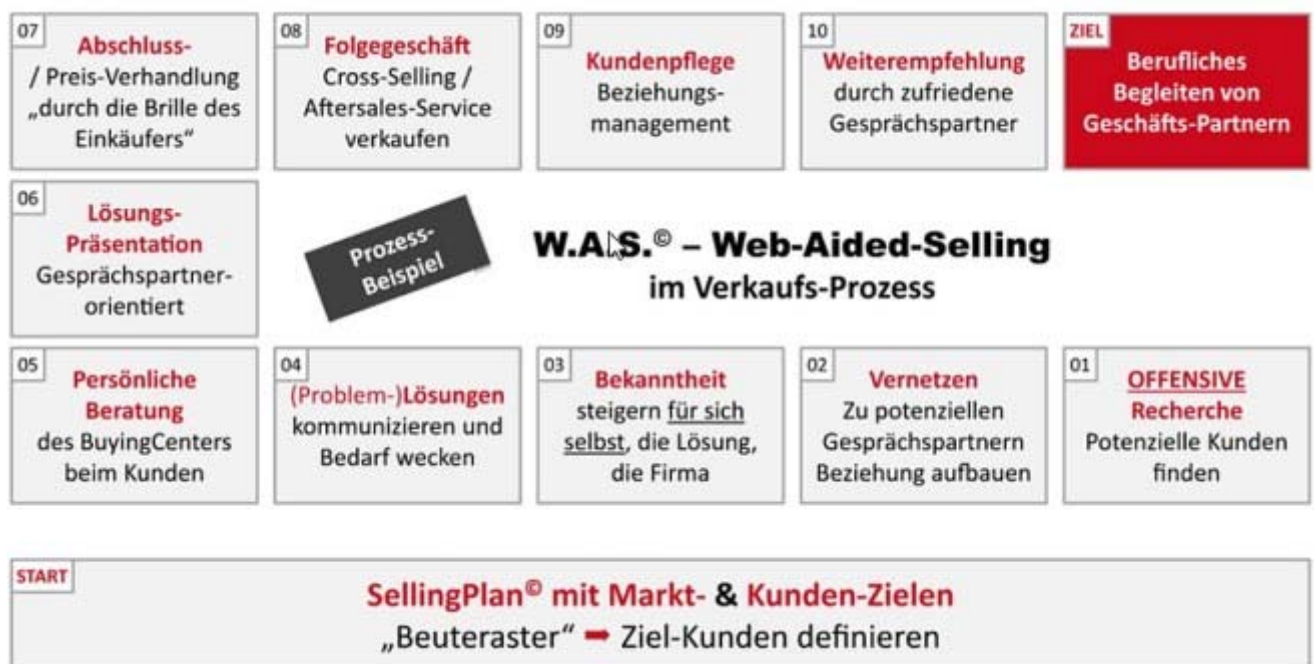 07
Abschluss-
/ Preis-Verhandlung
„durch die Brille des
Einkäufers“
08
Folgegeschäft
Cross-Selling /
Aftersales-Service
verkaufen
09
Kundenpflege
Beziehungs-
management
10
Weiterempfehlung
durch zufriedene
Gesprächspartner
ZIEL
Berufliches
Begleiten von
Geschäfts-Partnern
06
Lösungs-
Präsentation
Gesprächspartner-
orientiert
Prozess-
Beispiel
W.A.S.© – Web-Aided-Selling
im Verkaufs-Prozess
05
Persönliche
Beratung
des BuyingCenters
beim Kunden
04
(Problem-)Lösungen
kommunizieren und
Bedarf wecken
03
Bekanntheit
steigern für sich
selbst, die Lösung,
die Firma
02
Vernetzen
Zu potenziellen
Gesprächspartnern
Beziehung aufbauen
01
OFFENSIVE
Recherche
Potenzielle Kunden
finden
START
SellingPlan© mit Markt- & Kunden-Zielen
„Beuteraster“ ➡ Ziel-Kunden definieren